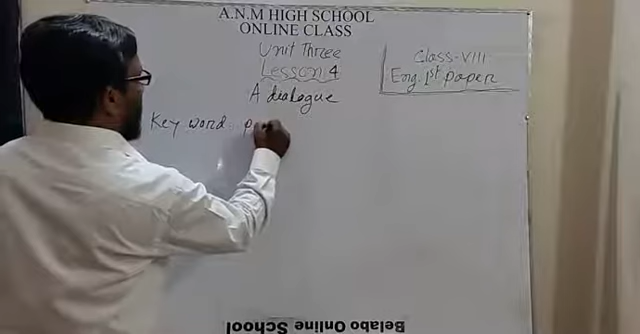 A.N.M HIGH SCHOOL
ONLINE CLASS
Unit Three
Lesson 4
A dialogue
Class-VIII
Eng. 1st paper
Key word: p
Belabo Online School